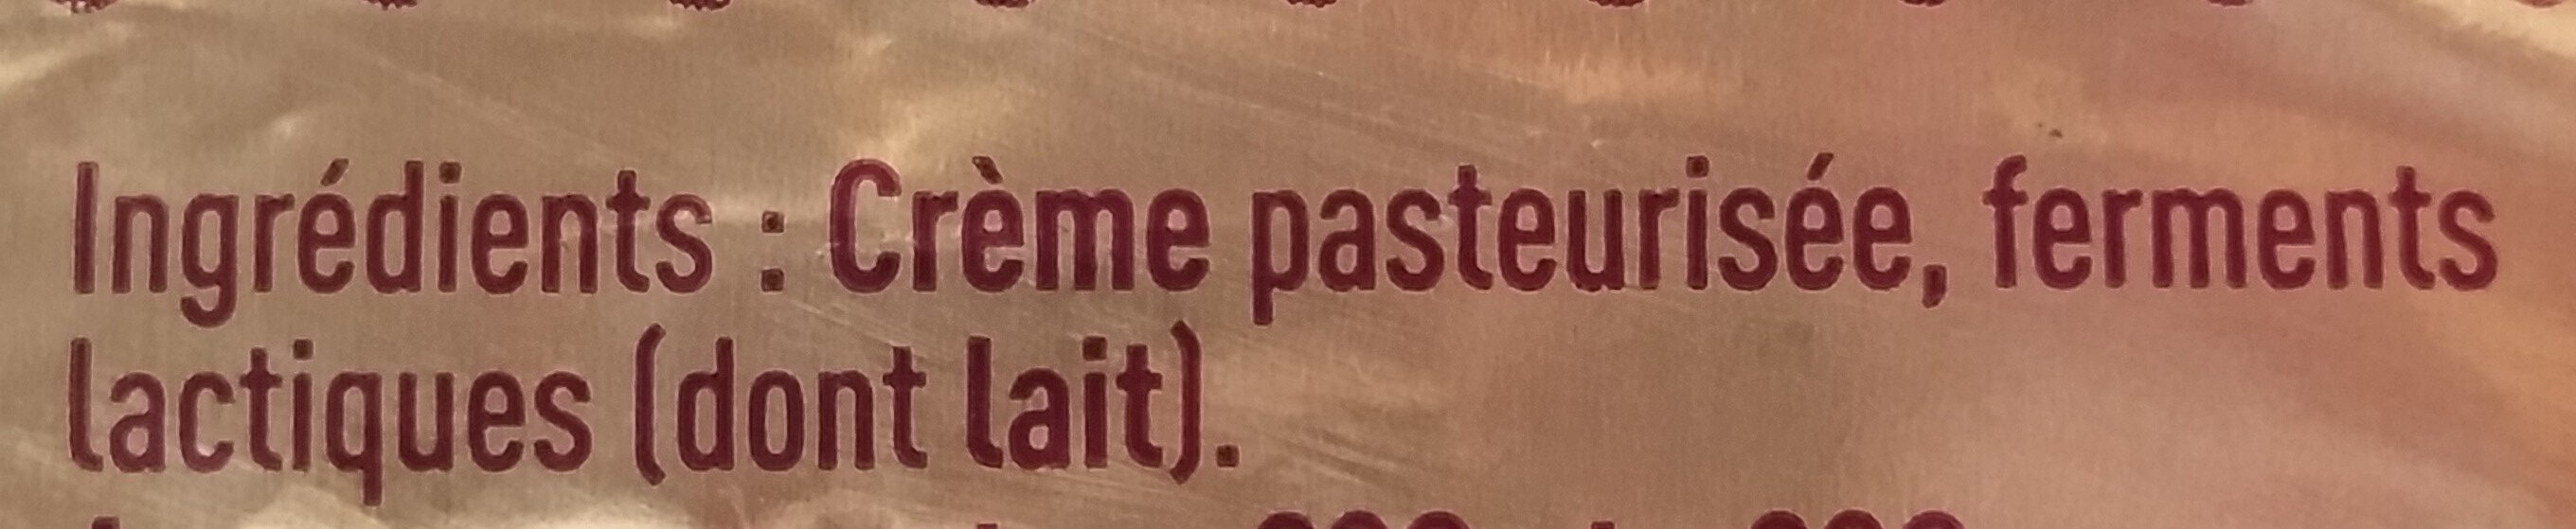 Ingrédients : Crème pasteurisée, ferments
lactiques (dont lait).